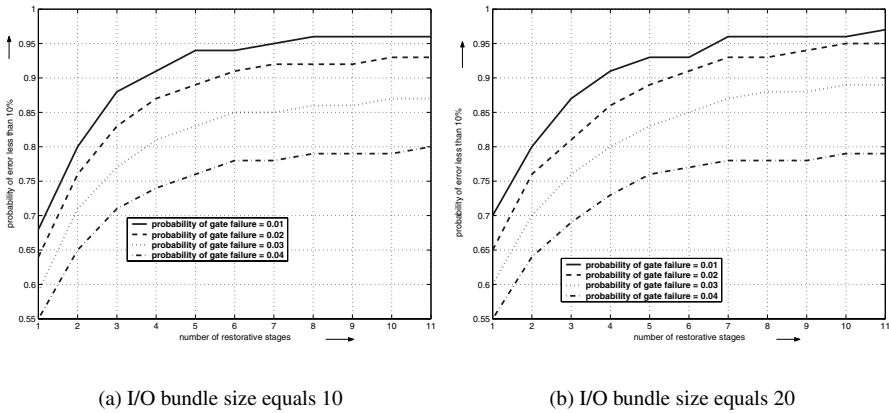 probability of error less than 10%
1
0.95
0.9
0.85
0.8
0.75
0.7
0.65
0.6
0.55
probability of gate failure = 0.01
probability of gate failure = 0.02
probability of gate failure = 0.03
probability of gate failure = 0.04
1 2 3 4 5 6 7 8 9 10 11
number of restorative stages
(a) I/O bundle size equals 10
probability of error less than 10%
1
0.95
0.9
0.85
0.8
0.75
0.7
0.65
0.6
0.55
probability of gate failure = 0.01
probability of gate failure = 0.02
probability of gate failure = 0.03
probability of gate failure = 0.04
1 2 3 4 5 6 7 8 9 10 11
number of restorative stages
(b) I/O bundle size equals 20